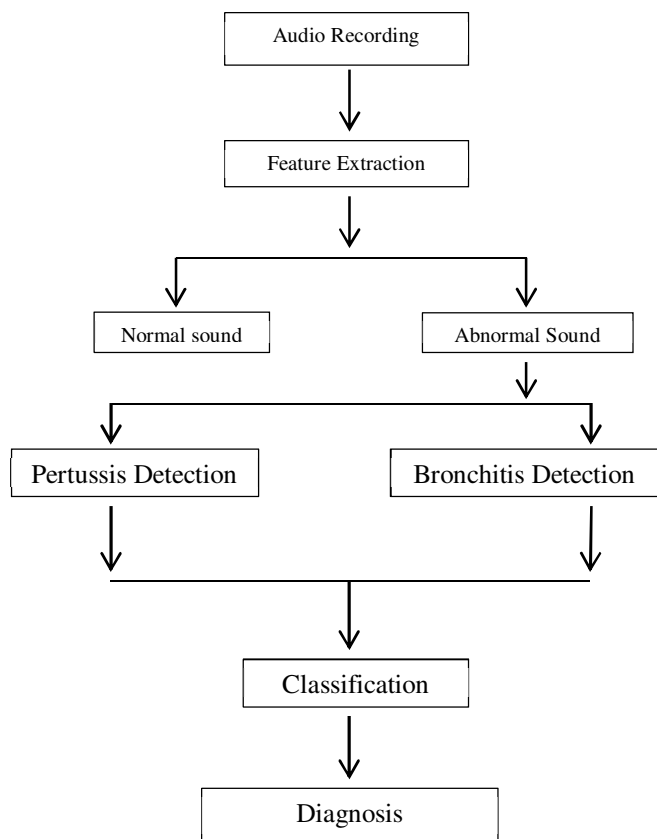 Audio Recording
Feature Extraction
Normal sound
Abnormal Sound
Pertussis Detection
Bronchitis Detection
Classification
Diagnosis